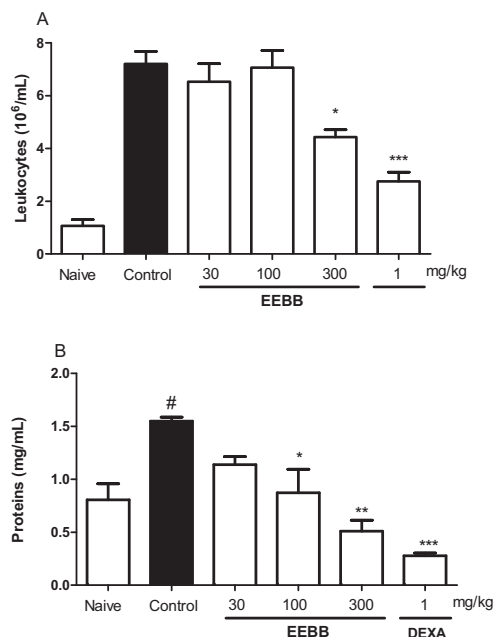 A
8
6
4
2
0
Leukocytes (10⁶/mL)
*
***
Naive Control 30 100 300 1 mg/kg
EEBB
B
2.0
1.5
1.0
0.5
0.0
Proteins (mg/mL)
#
*
**
***
Naive Control 30 100 300 1 mg/kg
EEBB DEXA